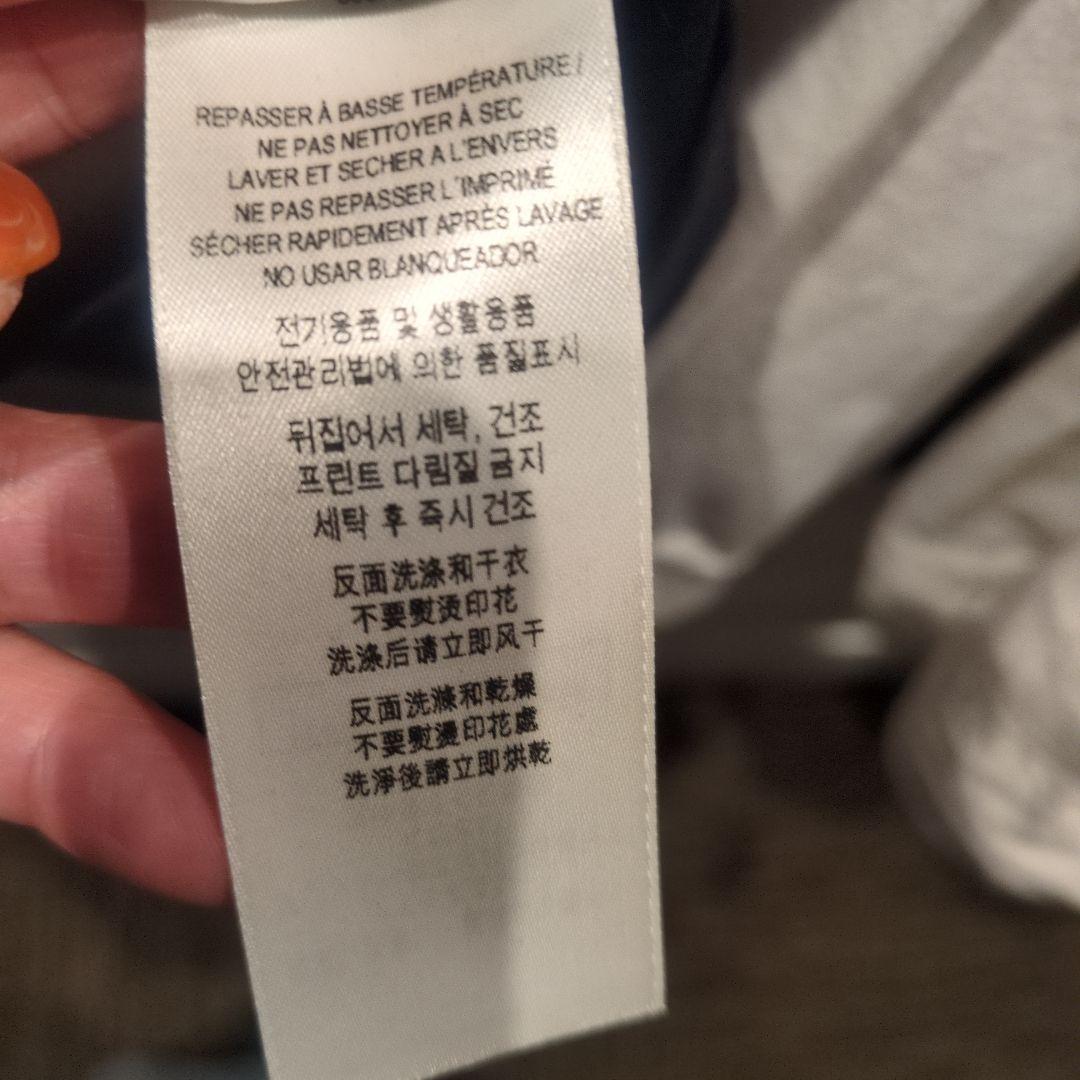 REPASSER À BASSE TEMPÉRATURE /
NE PAS NETTOYER À SEC
LAVER ET SECHER A L'ENVERS
NE PAS REPASSER L'IMPRIMÉ
SÉCHER RAPIDEMENT APRÈS LAVAGE
NO USAR BLANQUEADOR
전기용품 및 생활용품
안전관리법에 의한 품질표시
뒤집어서 세탁, 건조
프린트 다림질 금지
세탁 후 즉시 건조
反面洗涤和干衣
不要熨烫印花
洗涤后请立即风干
反面洗滌和乾燥
不要熨燙印花處
洗淨後請立即烘乾